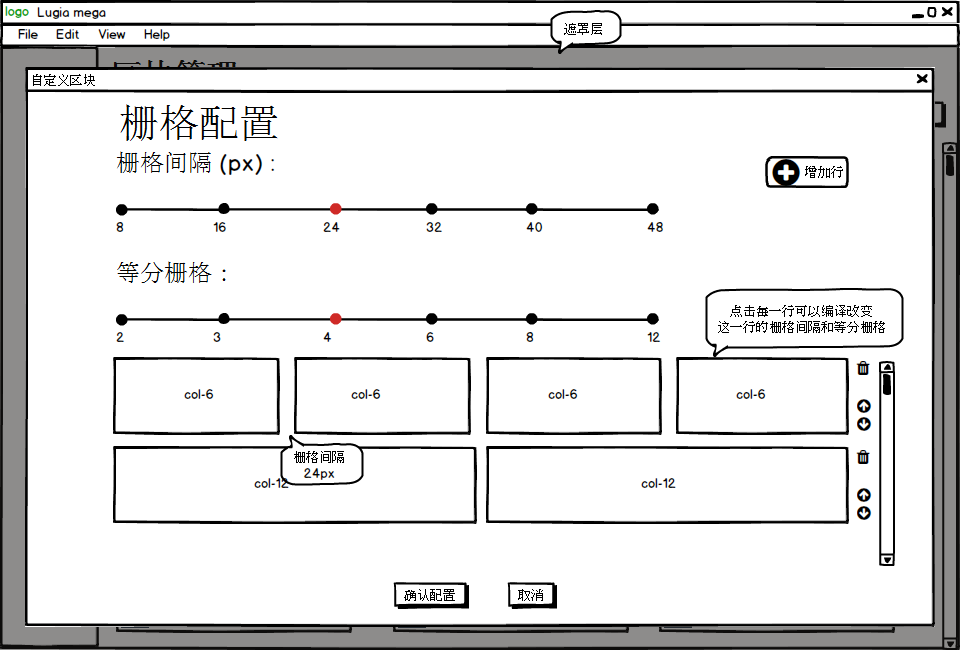 logo Lugia mega
File Edit View Help
遮罩层
自定义区块
栅格配置
栅格间隔 (px) :
增加行
8 16 24 32 40 48
等分栅格 :
2 3 4 6 8 12
点击每一行可以编译改变
这一行的栅格间隔和等分栅格
col-6 col-6 col-6 col-6
栅格间隔
24px
col-12 col-12
确认配置 取消